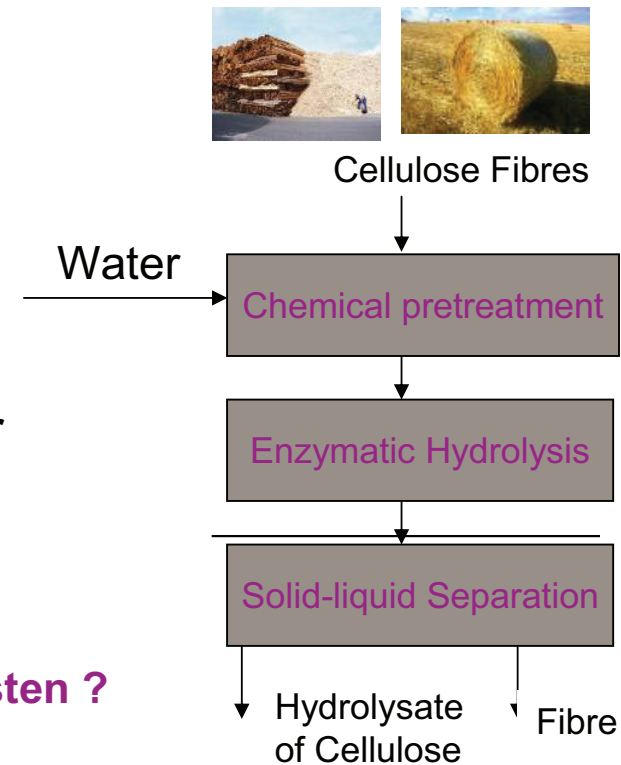 Cellulose Fibres
Water
Chemical pretreatment
Enzymatic Hydrolysis
Solid-liquid Separation
sten ?
Hydrolysate
of Cellulose
Fibre